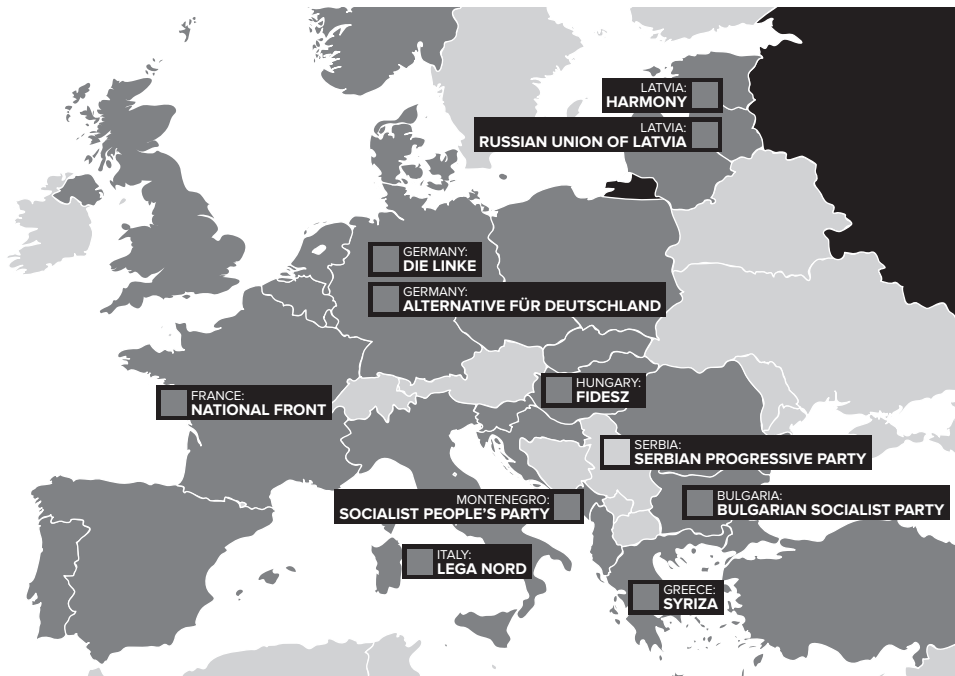 LATVIA:
HARMONY
LATVIA:
RUSSIAN UNION OF LATVIA
GERMANY:
DIE LINKE
GERMANY:
ALTERNATIVE FÜR DEUTSCHLAND
HUNGARY:
FIDESZ
FRANCE:
NATIONAL FRONT
SERBIA:
SERBIAN PROGRESSIVE PARTY
MONTENEGRO:
SOCIALIST PEOPLE'S PARTY
BULGARIA:
BULGARIAN SOCIALIST PARTY
ITALY:
LEGA NORD
GREECE:
SYRIZA